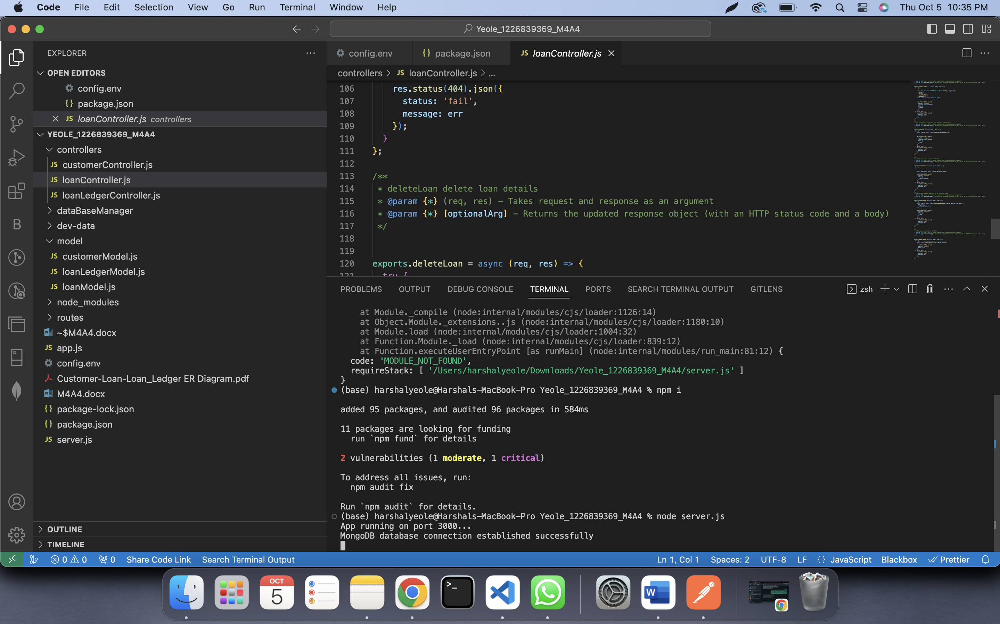 Code File Edit Selection View Go Run Terminal Window Help Thu Oct 5 10:35 PM
Yeole_1226839369_M4A4
EXPLORER
OPEN EDITORS
config.env
package.json
loanController.js controllers
YEOLE_1226839369_M4A4
controllers
JS customerController.js
JS loanController.js
JS loanLedgerController.js
dataBaseManager
dev-data
model
JS customerModel.js
JS loanLedgerModel.js
JS loanModel.js
node_modules
routes
~$M4A4.docx
JS app.js
config.env
Customer-Loan-Loan_Ledger ER Diagram.pdf
M4A4.docx
{} package-lock.json
{} package.json
JS server.js
OUTLINE
TIMELINE
config.env {} package.json JS loanController.js
controllers > JS loanController.js > ...
106 res.status(404).json({
107 status: 'fail',
108 message: err
109 });
110 }
111 };
112
113 /**
114 * deleteLoan delete loan details
115 * @param {*} (req, res) – Takes request and response as an argument
116 * @param {*} [optionalArg] – Returns the updated response object (with an HTTP status code and a body)
117 */
118
119
120 exports.deleteLoan = async (req, res) => {
121 try {
PROBLEMS OUTPUT DEBUG CONSOLE TERMINAL PORTS SEARCH TERMINAL OUTPUT GITLENS zsh
at Module._compile (node:internal/modules/cjs/loader:1126:14)
at Object.Module._extensions..js (node:internal/modules/cjs/loader:1180:10)
at Module.load (node:internal/modules/cjs/loader:1004:32)
at Function.Module._load (node:internal/modules/cjs/loader:839:12)
at Function.executeUserEntryPoint [as runMain] (node:internal/modules/run_main:81:12) {
code: 'MODULE_NOT_FOUND',
requireStack: [ '/Users/harshalyeole/Downloads/Yeole_1226839369_M4A4/server.js' ]
}
(base) harshalyeole@Harshals-MacBook-Pro Yeole_1226839369_M4A4 % npm i
added 95 packages, and audited 96 packages in 584ms
11 packages are looking for funding
run `npm fund` for details
2 vulnerabilities (1 moderate, 1 critical)
To address all issues, run:
npm audit fix
Run `npm audit` for details.
(base) harshalyeole@Harshals-MacBook-Pro Yeole_1226839369_M4A4 % node server.js
App running on port 3000...
MongoDB database connection established successfully
0 0 0 Share Code Link Search Terminal Output Ln 1, Col 1 Spaces: 2 UTF-8 LF {} JavaScript Blackbox Prettier
OCT
5
W